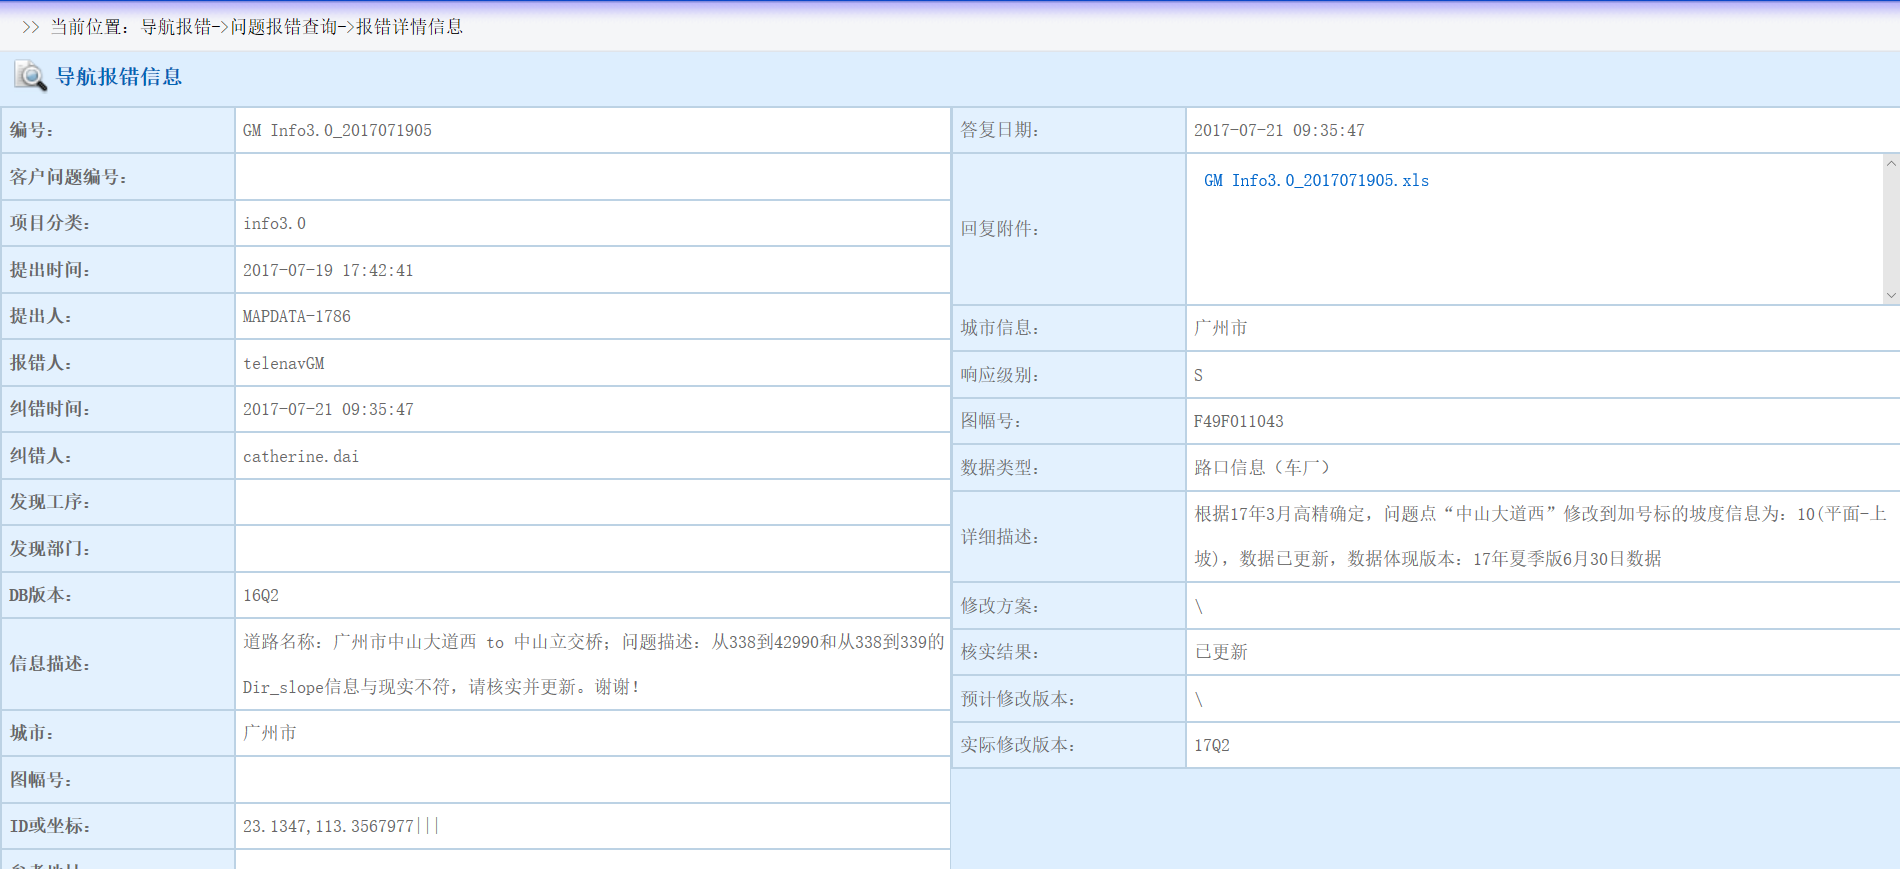 >> 当前位置：导航报错->问题报错查询->报错详情信息
导航报错信息
编号：
GM Info3.0_2017071905
客户问题编号：
项目分类：
info3.0
提出时间：
2017-07-19 17:42:41
提出人：
MAPDATA-1786
报错人：
telenavGM
纠错时间：
2017-07-21 09:35:47
纠错人：
catherine.dai
发现工序：
发现部门：
DB版本：
16Q2
信息描述：
道路名称：广州市中山大道西 to 中山立交桥；问题描述：从338到42990和从338到339的
Dir_slope信息与现实不符，请核实并更新。谢谢！
城市：
广州市
图幅号：
ID或坐标：
23.1347,113.3567977|||
答复日期：
2017-07-21 09:35:47
回复附件：
GM Info3.0_2017071905.xls
城市信息：
广州市
响应级别：
S
图幅号：
F49F011043
数据类型：
路口信息（车厂）
详细描述：
根据17年3月高精确定，问题点“中山大道西”修改到加号标的坡度信息为：10(平面-上
坡)，数据已更新，数据体现版本：17年夏季版6月30日数据
修改方案：
\
核实结果：
已更新
预计修改版本：
\
实际修改版本：
17Q2